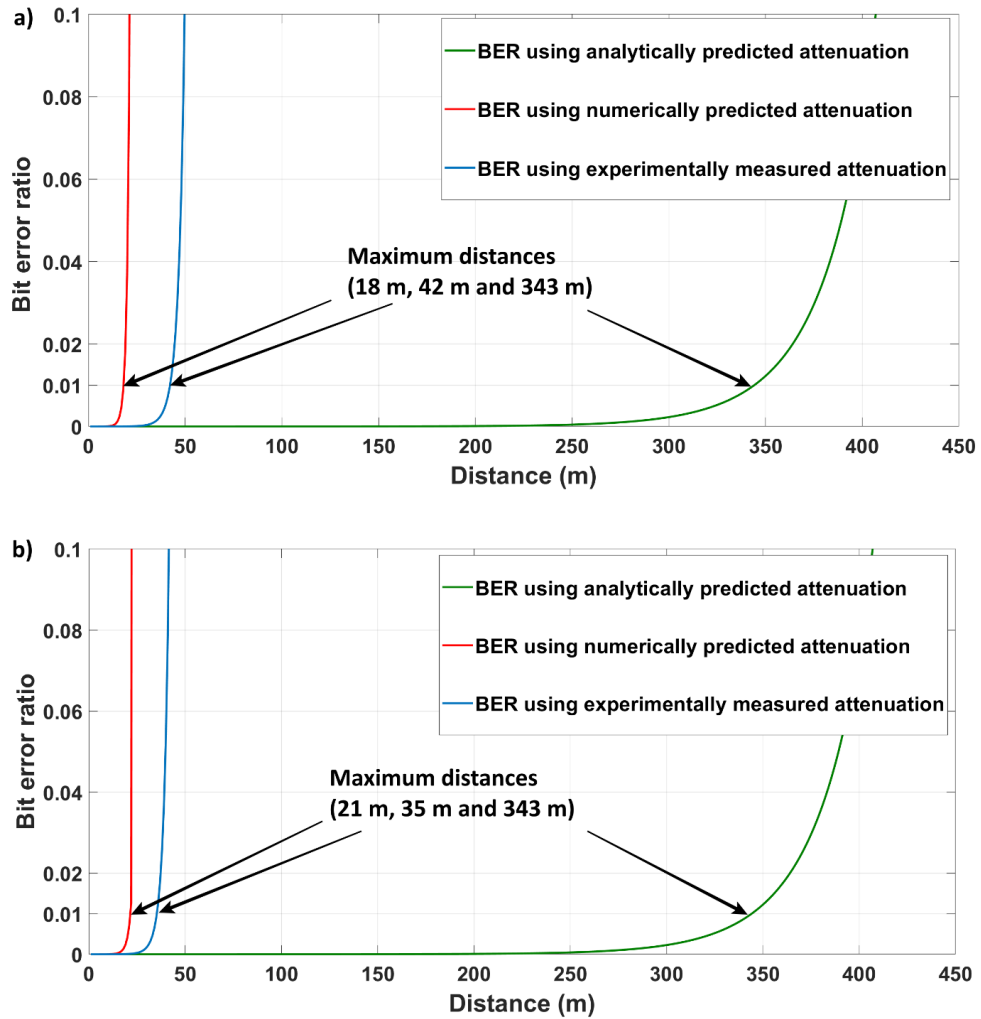 a)
0.1
0.08
0.06
0.04
0.02
0.01
0
Bit error ratio
BER using analytically predicted attenuation
BER using numerically predicted attenuation
BER using experimentally measured attenuation
Maximum distances
(18 m, 42 m and 343 m)
0 50 100 150 200 250 300 350 400 450
Distance (m)
b)
0.1
0.08
0.06
0.04
0.02
0.01
0
Bit error ratio
BER using analytically predicted attenuation
BER using numerically predicted attenuation
BER using experimentally measured attenuation
Maximum distances
(21 m, 35 m and 343 m)
0 50 100 150 200 250 300 350 400 450
Distance (m)